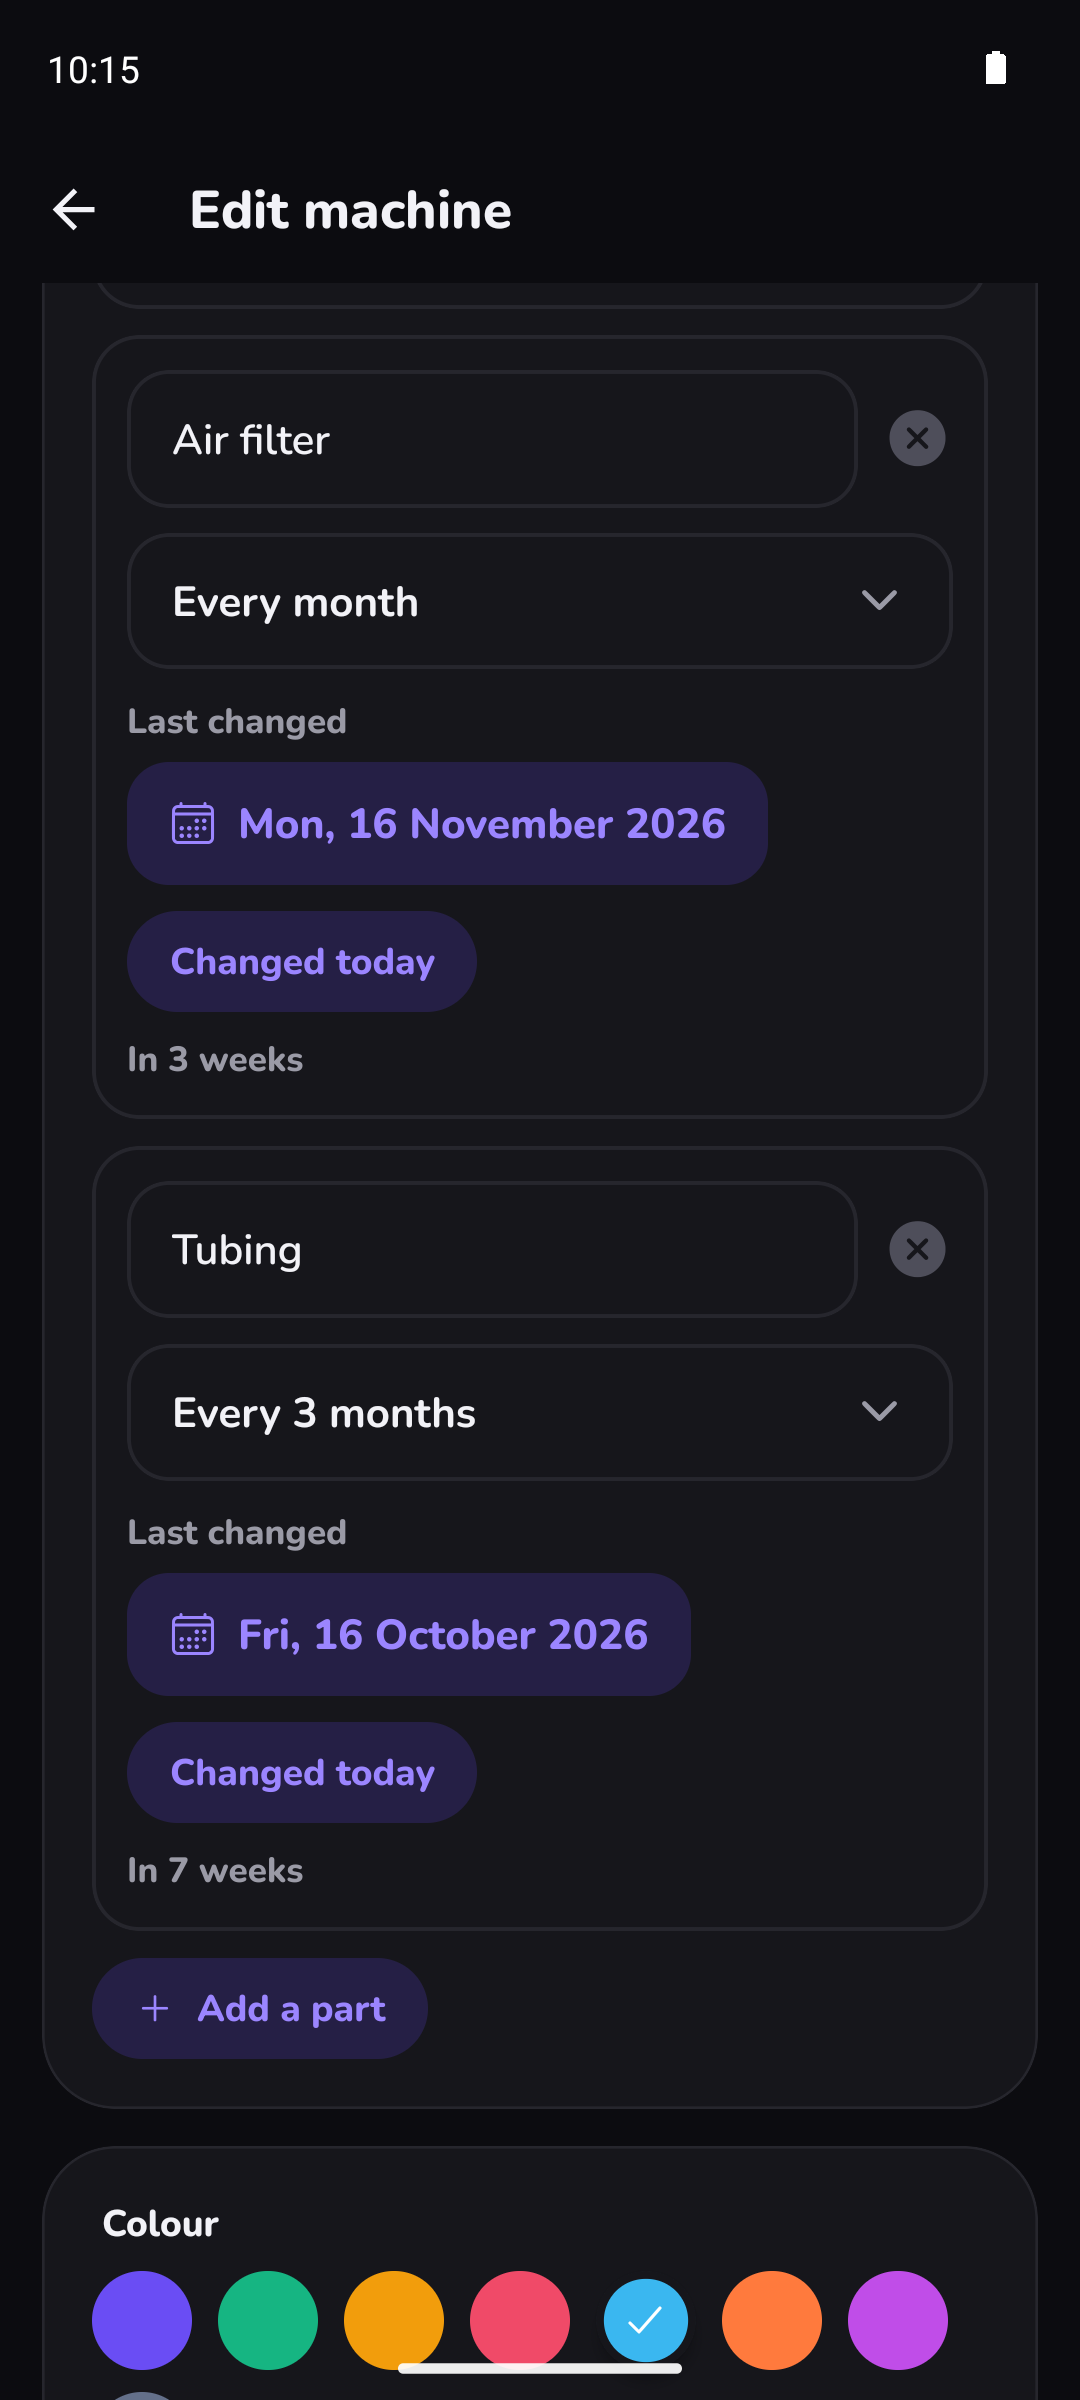 10:15
Edit machine
Air filter
Every month
Last changed
Mon, 16 November 2026
Changed today
In 3 weeks
Tubing
Every 3 months
Last changed
Fri, 16 October 2026
Changed today
In 7 weeks
Add a part
Colour